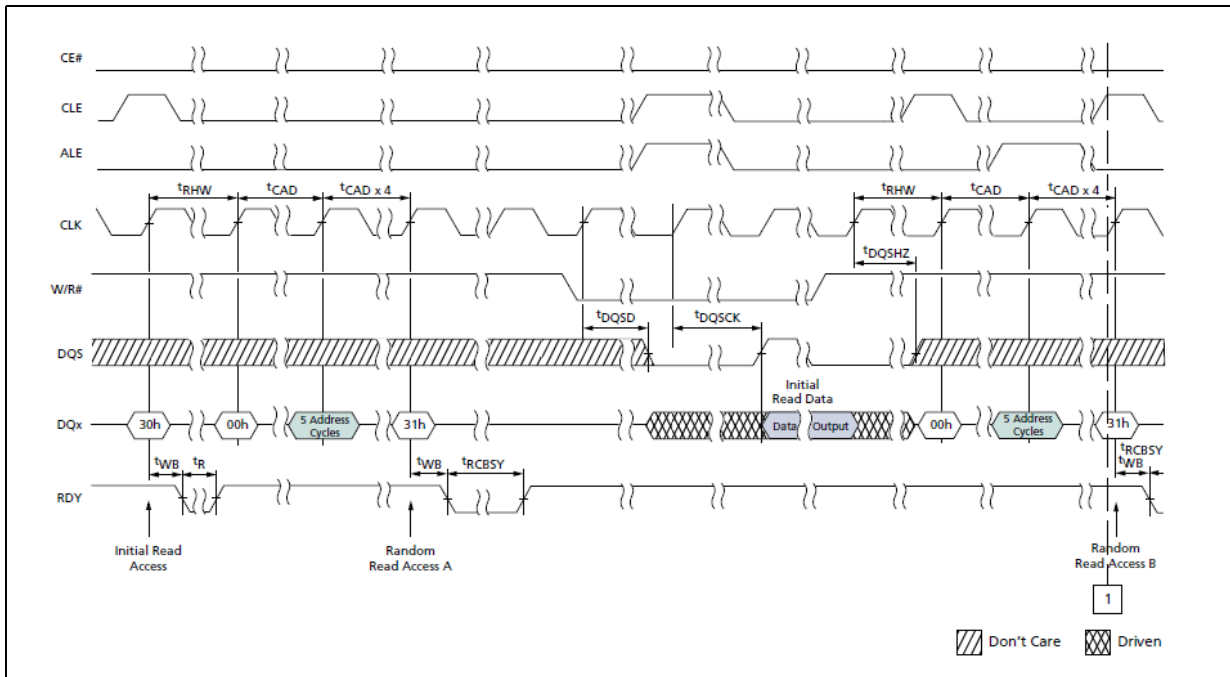 CE#
CLE
ALE
tRHW tCAD tCAD x 4 tRHW tCAD tCAD x 4
CLK
tDQSHZ
W/R#
tDQSD tDQSCK
DQS
Initial
Read Data
DQx 30h 00h 5 Address Cycles 31h Data Output 00h 5 Address Cycles 31h
tWB tR tWB tRCBSY tRCBSY
tWB
RDY
Initial Read
Access
Random
Read Access A
Random
Read Access B
1
Don't Care Driven